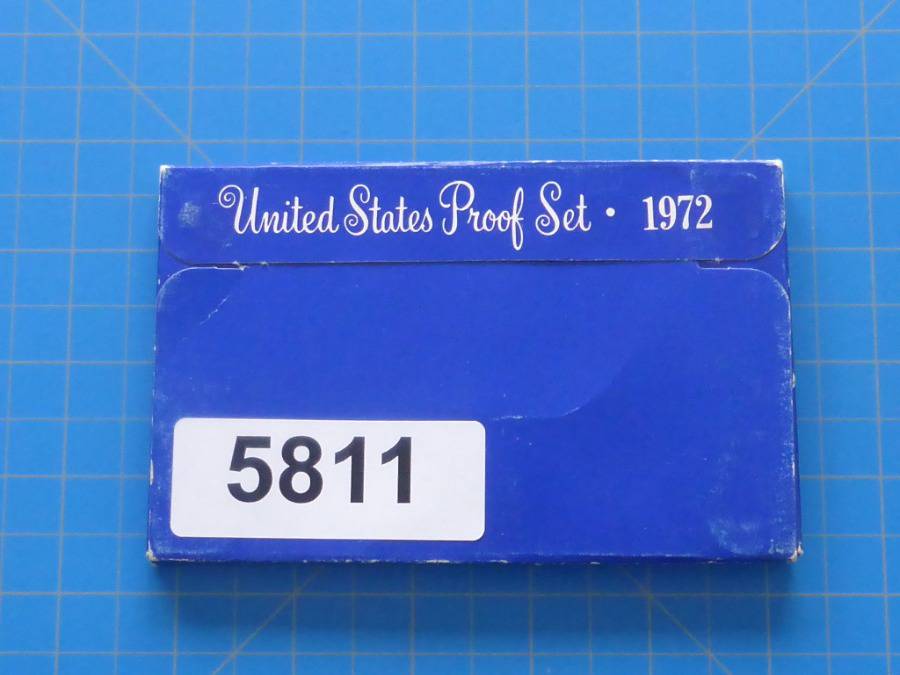 United States Proof Set • 1972
5811